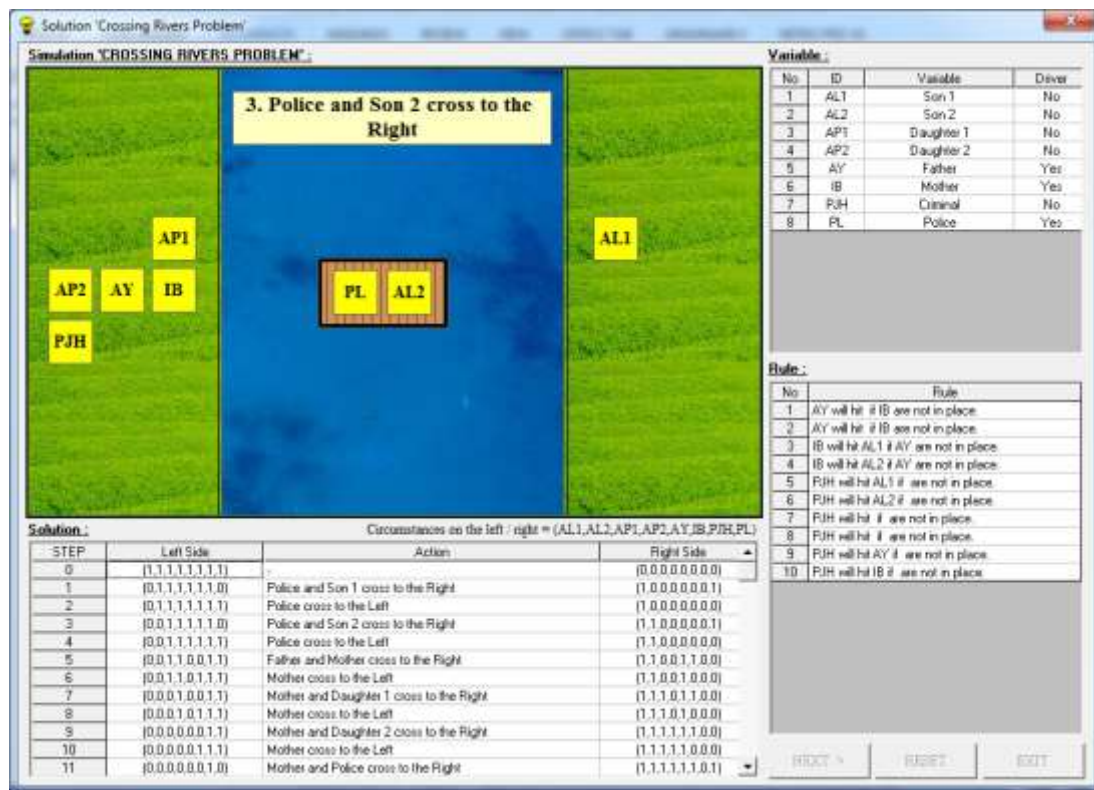 Solution 'Crossing Rivers Problem'
Simulation "CROSSING RIVERS PROBLEM" :
3. Police and Son 2 cross to the
Right
AP1
AL1
AP2 AY IB
PL AL2
PJH
Variable :
No ID Variable Driver
1 AL1 Son 1 No
2 AL2 Son 2 No
3 AP1 Daughter 1 No
4 AP2 Daughter 2 No
5 AY Father Yes
6 IB Mother Yes
7 PJH Criminal No
8 PL Police Yes
Rule :
No Rule
1 AY will hit if IB are not in place.
2 AY will hit if IB are not in place.
3 IB will hit AL1 if AY are not in place.
4 IB will hit AL2 if AY are not in place.
5 PJH will hit AL1 if are not in place.
6 PJH will hit AL2 if are not in place.
7 PJH will hit if are not in place.
8 PJH will hit if are not in place.
9 PJH will hit AY if are not in place.
10 PJH will hit IB if are not in place.
Solution :
Circumstances on the left / right = (AL1,AL2,AP1,AP2,AY,IB,PJH,PL)
STEP Left Side Action Right Side
0 (1,1,1,1,1,1,1,1) - (0,0,0,0,0,0,0,0)
1 (0,1,1,1,1,1,1,0) Police and Son 1 cross to the Right (1,0,0,0,0,0,0,1)
2 (0,1,1,1,1,1,1,1) Police cross to the Left (1,0,0,0,0,0,0,0)
3 (0,0,1,1,1,1,1,0) Police and Son 2 cross to the Right (1,1,0,0,0,0,0,1)
4 (0,0,1,1,1,1,1,1) Police cross to the Left (1,1,0,0,0,0,0,0)
5 (0,0,1,1,0,0,1,1) Father and Mother cross to the Right (1,1,0,0,1,1,0,0)
6 (0,0,1,1,0,1,1,1) Mother cross to the Left (1,1,0,0,1,0,0,0)
7 (0,0,0,1,0,0,1,1) Mother and Daughter 1 cross to the Right (1,1,1,0,1,1,0,0)
8 (0,0,0,1,0,1,1,1) Mother cross to the Left (1,1,1,0,1,0,0,0)
9 (0,0,0,0,0,0,1,1) Mother and Daughter 2 cross to the Right (1,1,1,1,1,1,0,0)
10 (0,0,0,0,0,1,1,1) Mother cross to the Left (1,1,1,1,1,0,0,0)
11 (0,0,0,0,0,0,1,0) Mother and Police cross to the Right (1,1,1,1,1,1,0,1)
NEXT > RESET EXIT